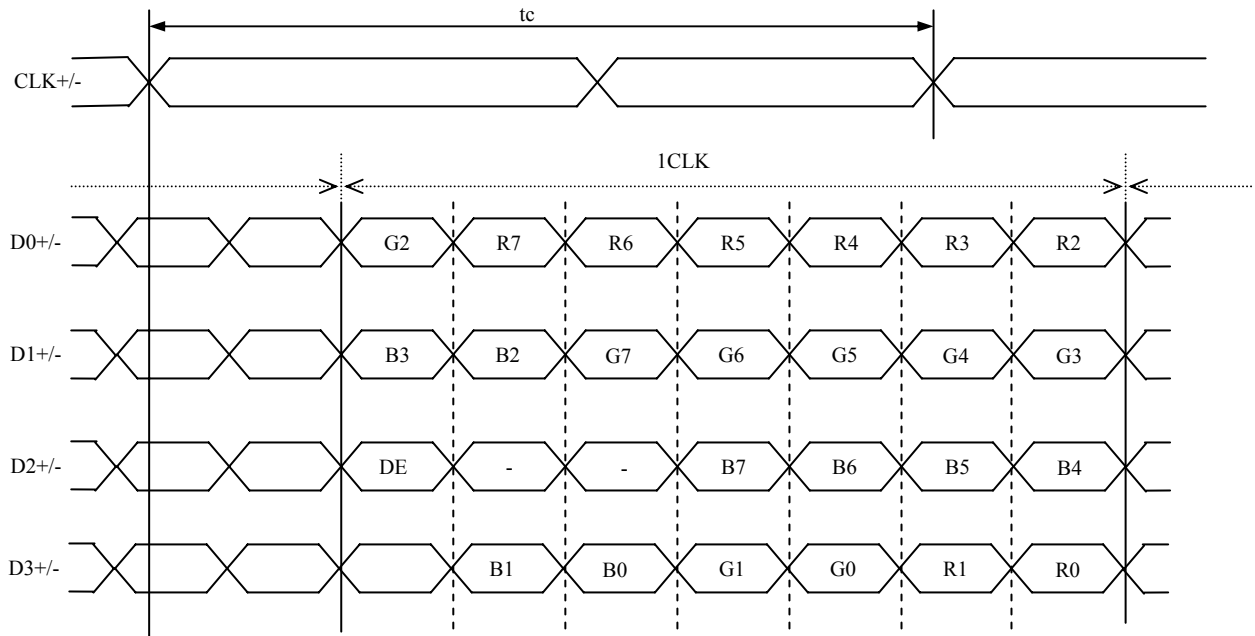 tc
CLK+/-
1CLK
D0+/- G2 R7 R6 R5 R4 R3 R2
D1+/- B3 B2 G7 G6 G5 G4 G3
D2+/- DE - - B7 B6 B5 B4
D3+/- B1 B0 G1 G0 R1 R0